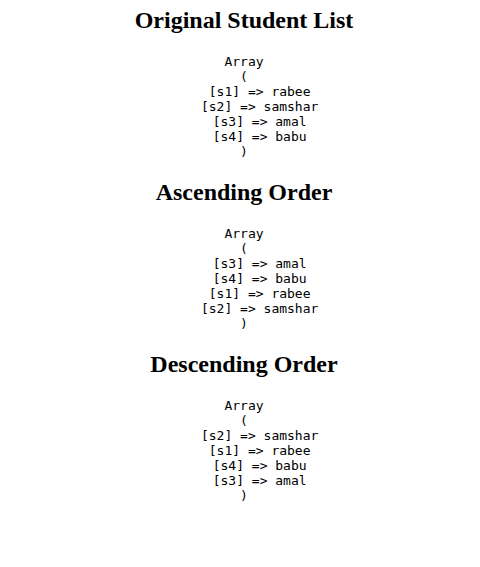 Original Student List
Array
(
[s1] => rabee
[s2] => samshar
[s3] => amal
[s4] => babu
)
Ascending Order
Array
(
[s3] => amal
[s4] => babu
[s1] => rabee
[s2] => samshar
)
Descending Order
Array
(
[s2] => samshar
[s1] => rabee
[s4] => babu
[s3] => amal
)